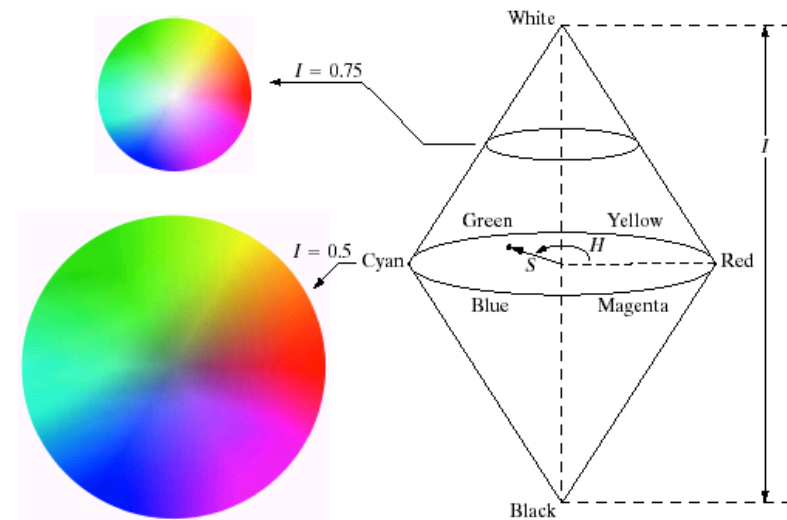 White
I = 0.75
I
Green Yellow
H
I = 0.5
Cyan S Red
Blue Magenta
Black